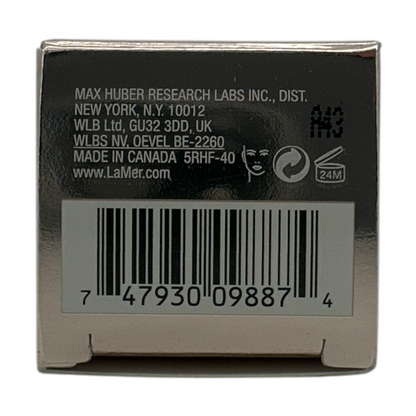 MAX HUBER RESEARCH LABS INC., DIST.
NEW YORK, N.Y. 10012
WLB Ltd, GU32 3DD, UK
WLBS NV. OEVEL BE-2260
MADE IN CANADA 5RHF-40
www.LaMer.com
A43
24M
7 47930 09887 4